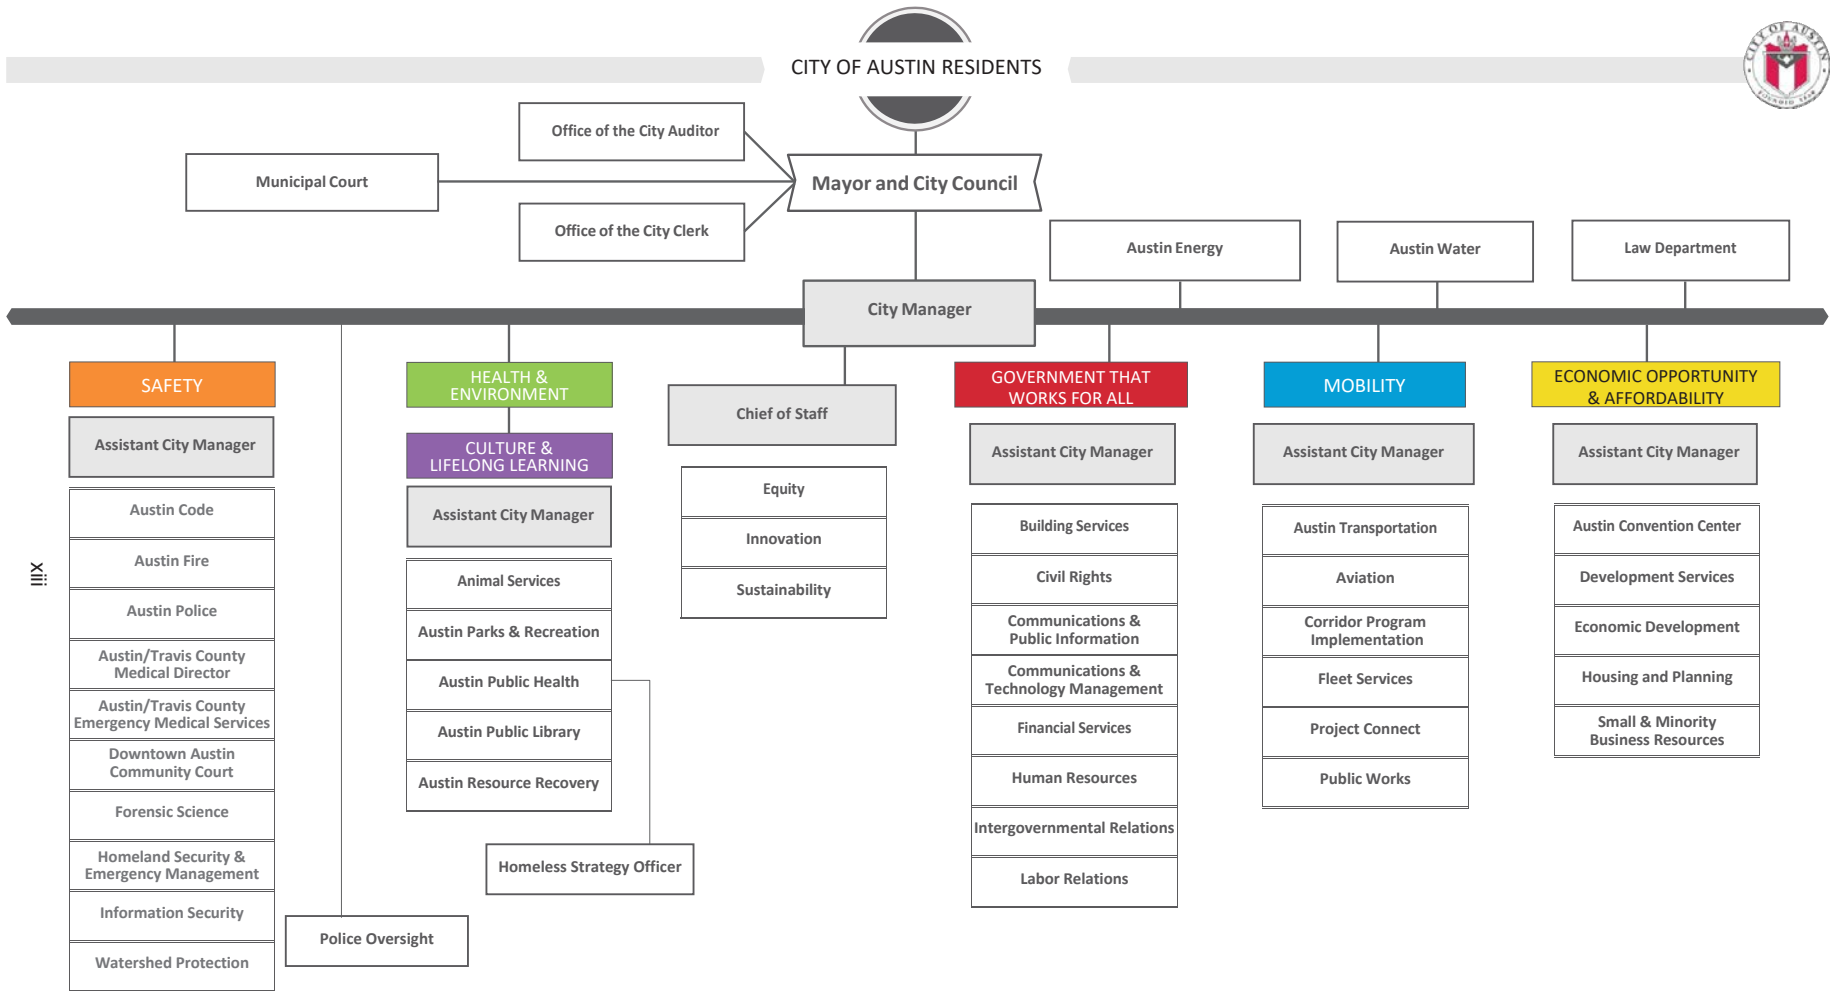 CITY OF AUSTIN RESIDENTS
CITY OF AUSTIN
FOUNDED 1839
Office of the City Auditor
Municipal Court
Mayor and City Council
Office of the City Clerk
Austin Energy
Austin Water
Law Department
City Manager
SAFETY
Assistant City Manager
Austin Code
Austin Fire
Austin Police
Austin/Travis County
Medical Director
Austin/Travis County
Emergency Medical Services
Downtown Austin
Community Court
Forensic Science
Homeland Security &
Emergency Management
Information Security
Watershed Protection
Police Oversight
HEALTH &
ENVIRONMENT
CULTURE &
LIFELONG LEARNING
Assistant City Manager
Animal Services
Austin Parks & Recreation
Austin Public Health
Austin Public Library
Austin Resource Recovery
Homeless Strategy Officer
Chief of Staff
Equity
Innovation
Sustainability
GOVERNMENT THAT
WORKS FOR ALL
Assistant City Manager
Building Services
Civil Rights
Communications &
Public Information
Communications &
Technology Management
Financial Services
Human Resources
Intergovernmental Relations
Labor Relations
MOBILITY
Assistant City Manager
Austin Transportation
Aviation
Corridor Program
Implementation
Fleet Services
Project Connect
Public Works
ECONOMIC OPPORTUNITY
& AFFORDABILITY
Assistant City Manager
Austin Convention Center
Development Services
Economic Development
Housing and Planning
Small & Minority
Business Resources
xiii